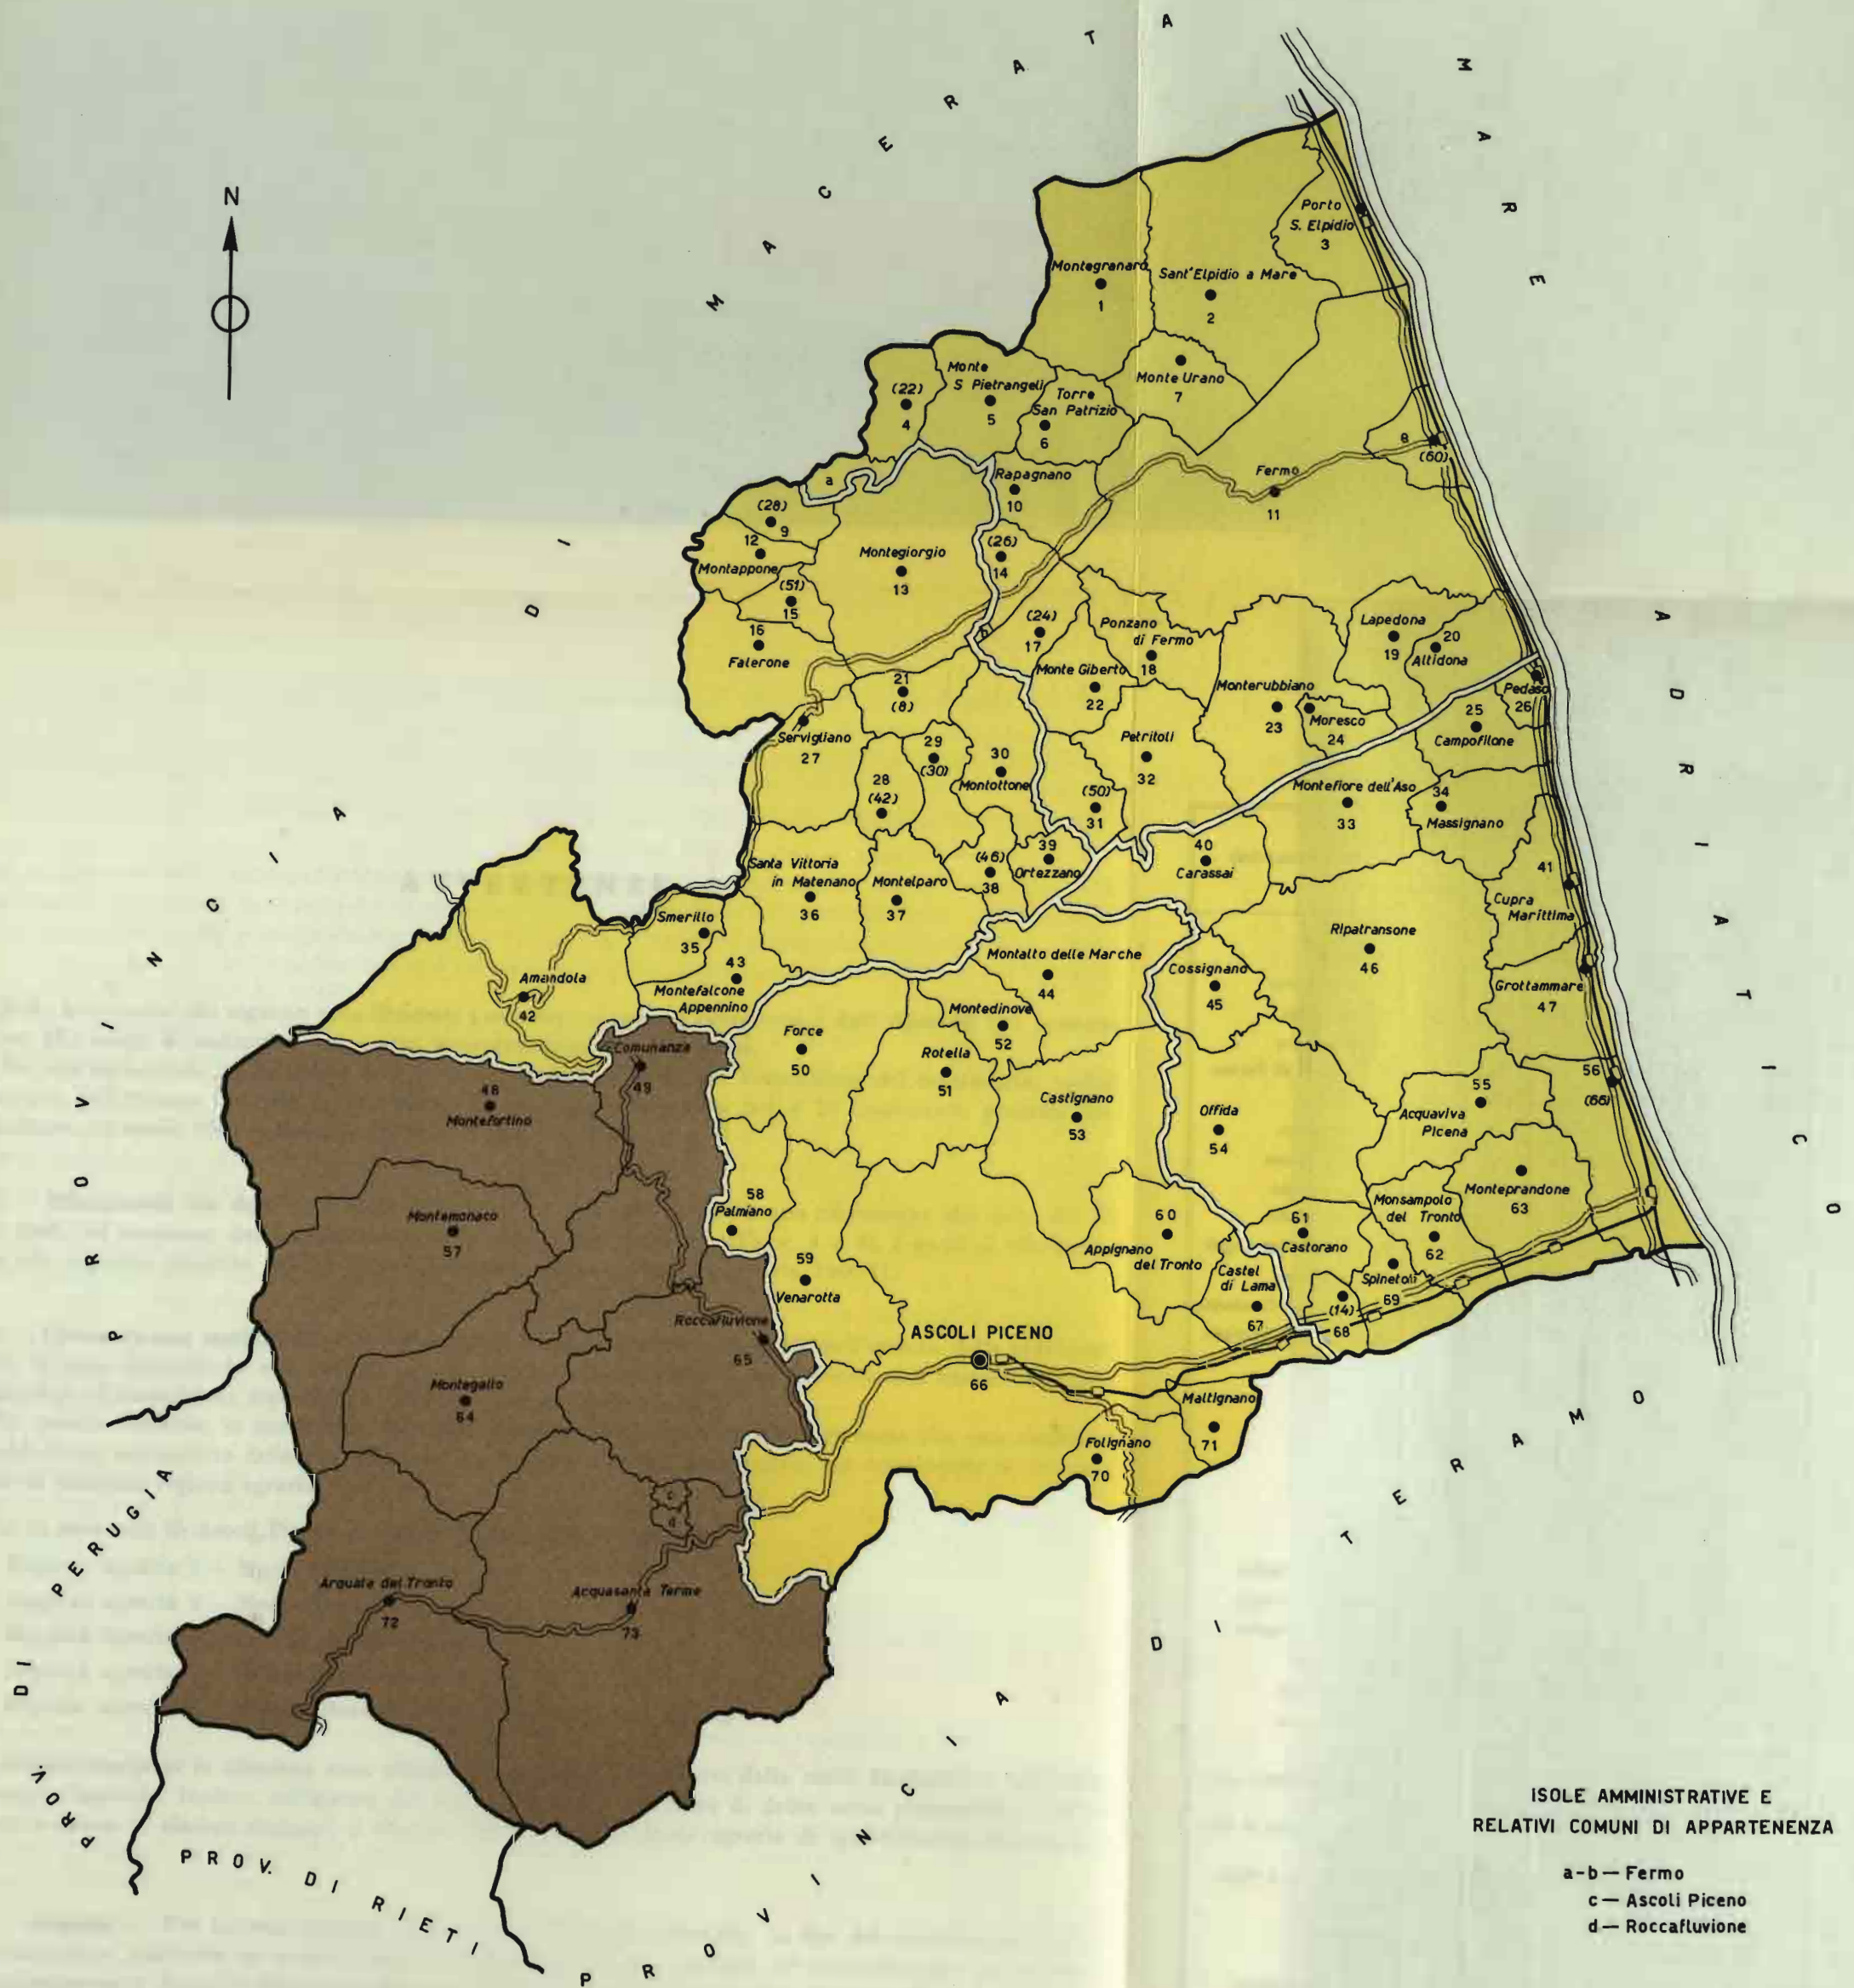 N
PROVINCIA DI MACERATA
MARE ADRIATICO
PROVINCIA DI TERAMO
PROV. DI RIETI
PROV. DI PERUGIA
Porto
S. Elpidio
3
Montegranaro
1
Sant'Elpidio a Mare
2
Monte
S Pietrangeli
5
(22)
4
Torre
San Patrizio
6
Monte Urano
7
8
(60)
a
Rapagnano
10
Fermo
11
(28)
9
12
Montappone
Montegiorgio
13
(26)
14
(51)
15
16
Falerone
b
(24)
17
Ponzano
di Fermo
18
Lapedona
19
20
Altidona
21
(8)
Monte Giberto
22
Monterubbiano
23
Moresco
24
25
Campofilone
Pedaso
26
Servigliano
27
28
(42)
29
(30)
30
Montottone
(50)
31
Petritoli
32
Montefiore dell'Aso
33
34
Massignano
Smerillo
35
Santa Vittoria
in Matenano
36
Montelparo
37
(46)
38
39
Ortezzano
40
Carassai
41
Cupra
Marittima
Amandola
42
43
Montefalcone
Appennino
Montalto delle Marche
44
Cossignano
45
Ripatransone
46
Grottammare
47
48
Montefortino
Comunanza
49
Force
50
Rotella
51
Montedinove
52
Castignano
53
Offida
54
55
Acquaviva
Picena
56
(66)
Montemonaco
57
58
Palmiano
59
Venarotta
60
Appignano
del Tronto
61
Castorano
Monsampolo
del Tronto
62
Monteprandone
63
Montegallo
64
Roccafluvione
65
ASCOLI PICENO
66
Castel
di Lama
67
(14)
68
Spinetoli
69
Folignano
70
Maltignano
71
c
d
Arquata del Tronto
72
Acquasanta Terme
73
ISOLE AMMINISTRATIVE E
RELATIVI COMUNI DI APPARTENENZA
a-b — Fermo
c — Ascoli Piceno
d — Roccafluvione